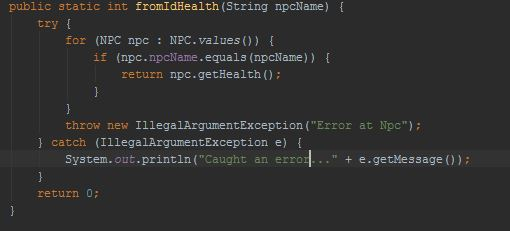 public static int fromIdHealth(String npcName) {
    try {
        for (NPC npc : NPC.values()) {
            if (npc.npcName.equals(npcName)) {
                return npc.getHealth();
            }
        }
        throw new IllegalArgumentException("Error at Npc");
    } catch (IllegalArgumentException e) {
        System.out.println("Caught an error..." + e.getMessage());
    }
    return 0;
}